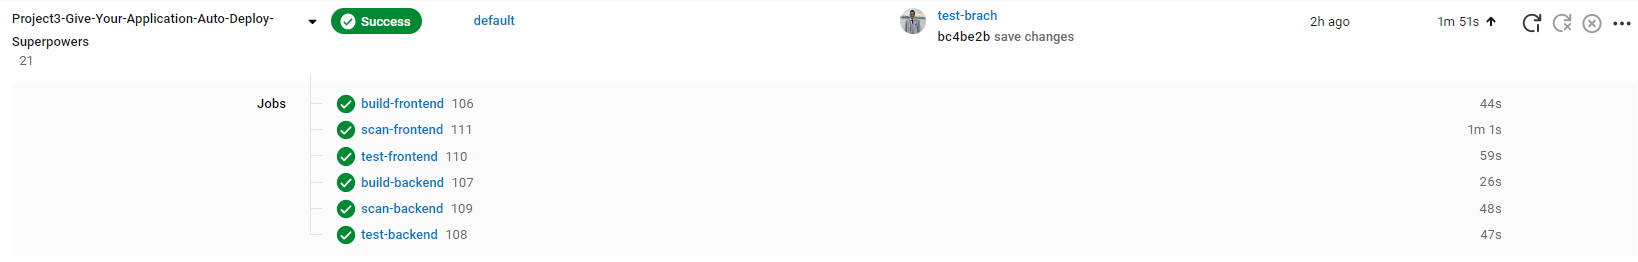 Project3-Give-Your-Application-Auto-Deploy-
Superpowers
21
Success
default
test-brach
bc4be2b save changes
2h ago
1m 51s
Jobs
build-frontend 106 44s
scan-frontend 111 1m 1s
test-frontend 110 59s
build-backend 107 26s
scan-backend 109 48s
test-backend 108 47s